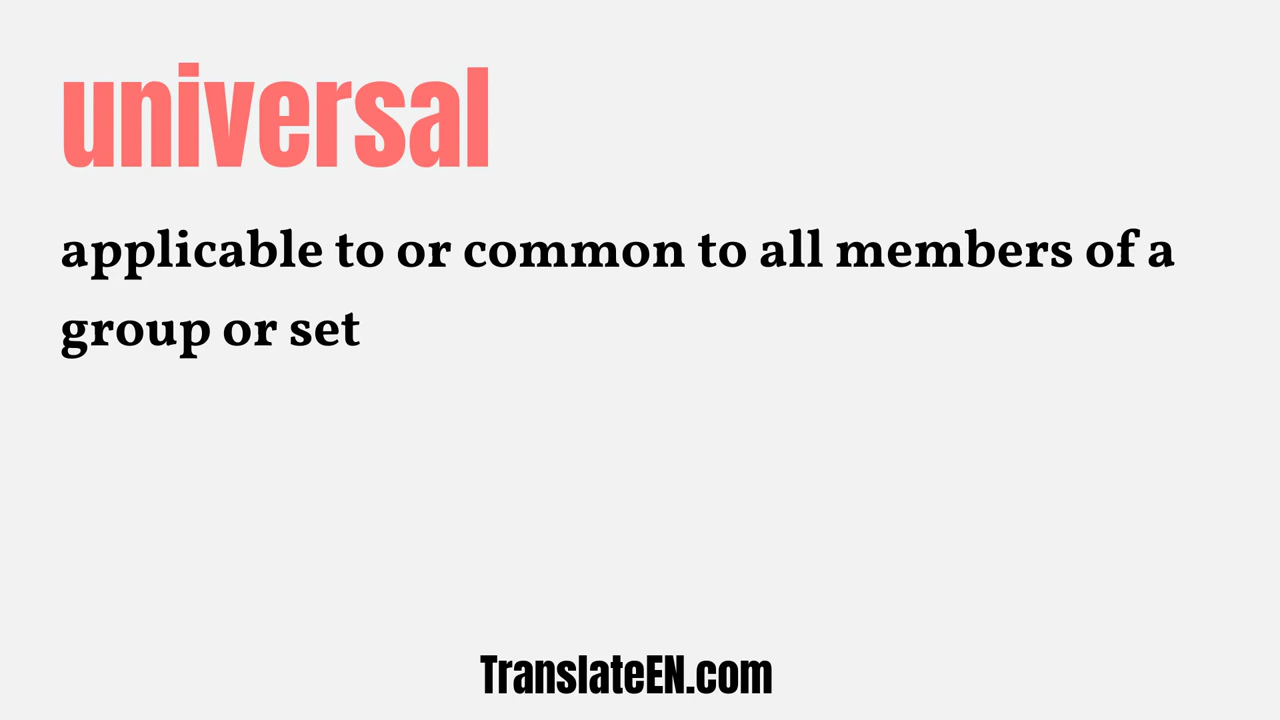 universal
applicable to or common to all members of a
group or set
TranslateEN.com